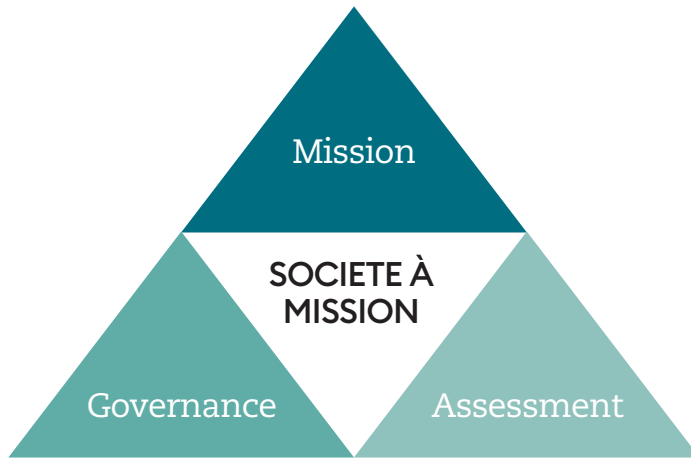 Mission
SOCIETE À
MISSION
Governance
Assessment